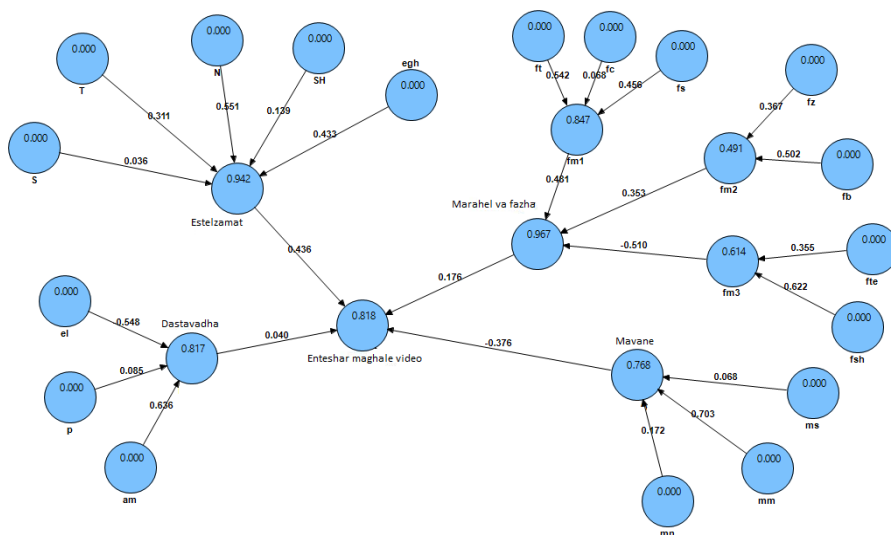 0.000
T
0.000
N
0.000
SH
egh
0.000
0.000
S
0.311
0.551
0.139
0.433
0.036
0.942
Estelzamat
0.436
0.000
ft
0.000
fc
0.000
fs
0.542
0.068
0.456
0.847
fm1
0.000
fz
0.367
0.491
fm2
0.502
0.000
fb
Marahel va fazha
0.481
0.353
0.967
-0.510
0.614
fm3
0.355
0.000
fte
0.622
0.000
fsh
0.176
0.000
el
0.548
Dastavadha
0.817
0.040
0.818
Enteshar maghale video
0.085
0.000
p
0.636
0.000
am
-0.376
Mavane
0.768
0.068
0.000
ms
0.703
0.172
0.000
mm
0.000
mn